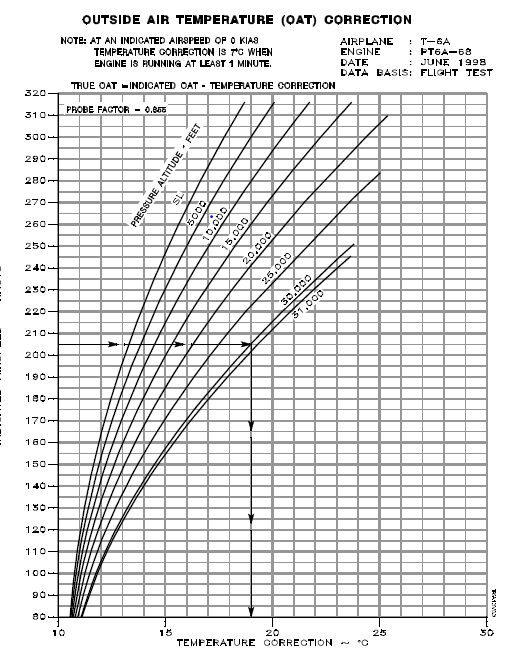 OUTSIDE AIR TEMPERATURE (OAT) CORRECTION
NOTE: AT AN INDICATED AIRSPEED OF 0 KIAS
TEMPERATURE CORRECTION IS 7°C WHEN
ENGINE IS RUNNING AT LEAST 1 MINUTE.
AIRPLANE : T-6A
ENGINE : PT6A-68
DATE : JUNE 1998
DATA BASIS: FLIGHT TEST
TRUE OAT = INDICATED OAT - TEMPERATURE CORRECTION
PROBE FACTOR =
PRESSURE ALTITUDE - FEET
SL
5000
10,000
15,000
20,000
25,000
30,000
31,000
320
310
300
290
280
270
260
250
240
230
220
210
200
190
180
170
160
150
140
130
120
110
100
90
80
10
15
20
25
30
TEMPERATURE CORRECTION ~ °C